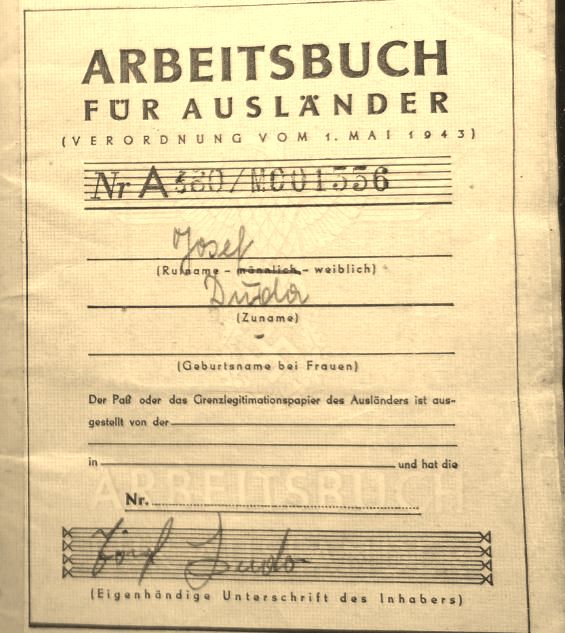 ARBEITSBUCH
FÜR AUSLÄNDER
(VERORDNUNG VOM 1. MAI 1943)
Nr A 380/M001556
Josef
(Rufname – männlich – weiblich)
Duda
(Zuname)
–
(Geburtsname bei Frauen)
Der Paß oder das Grenzlegitimationspapier des Ausländers ist aus-
gestellt von der
in und hat die
ARBEITSBUCH
Nr.
Duda
(Eigenhändige Unterschrift des Inhabers)